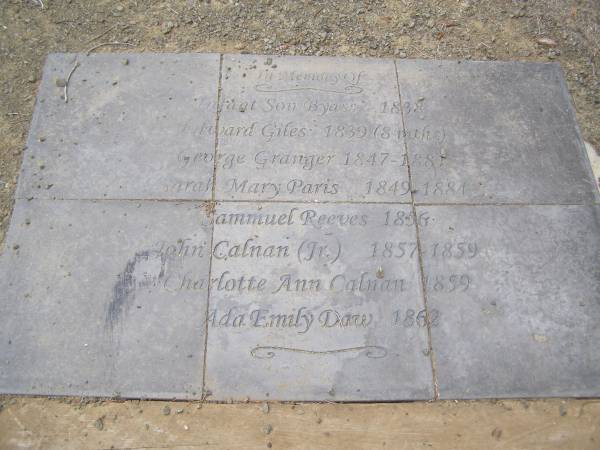 In Memory Of
Infant Son Byass 1838
Edward Giles 1839 (8 mths)
George Granger 1847-1881
Sarah Mary Paris 1849-1884
Sammuel Reeves 1856
John Calnan (Jr.) 1857-1859
Charlotte Ann Calnan 1859
Ada Emily Daw 1862